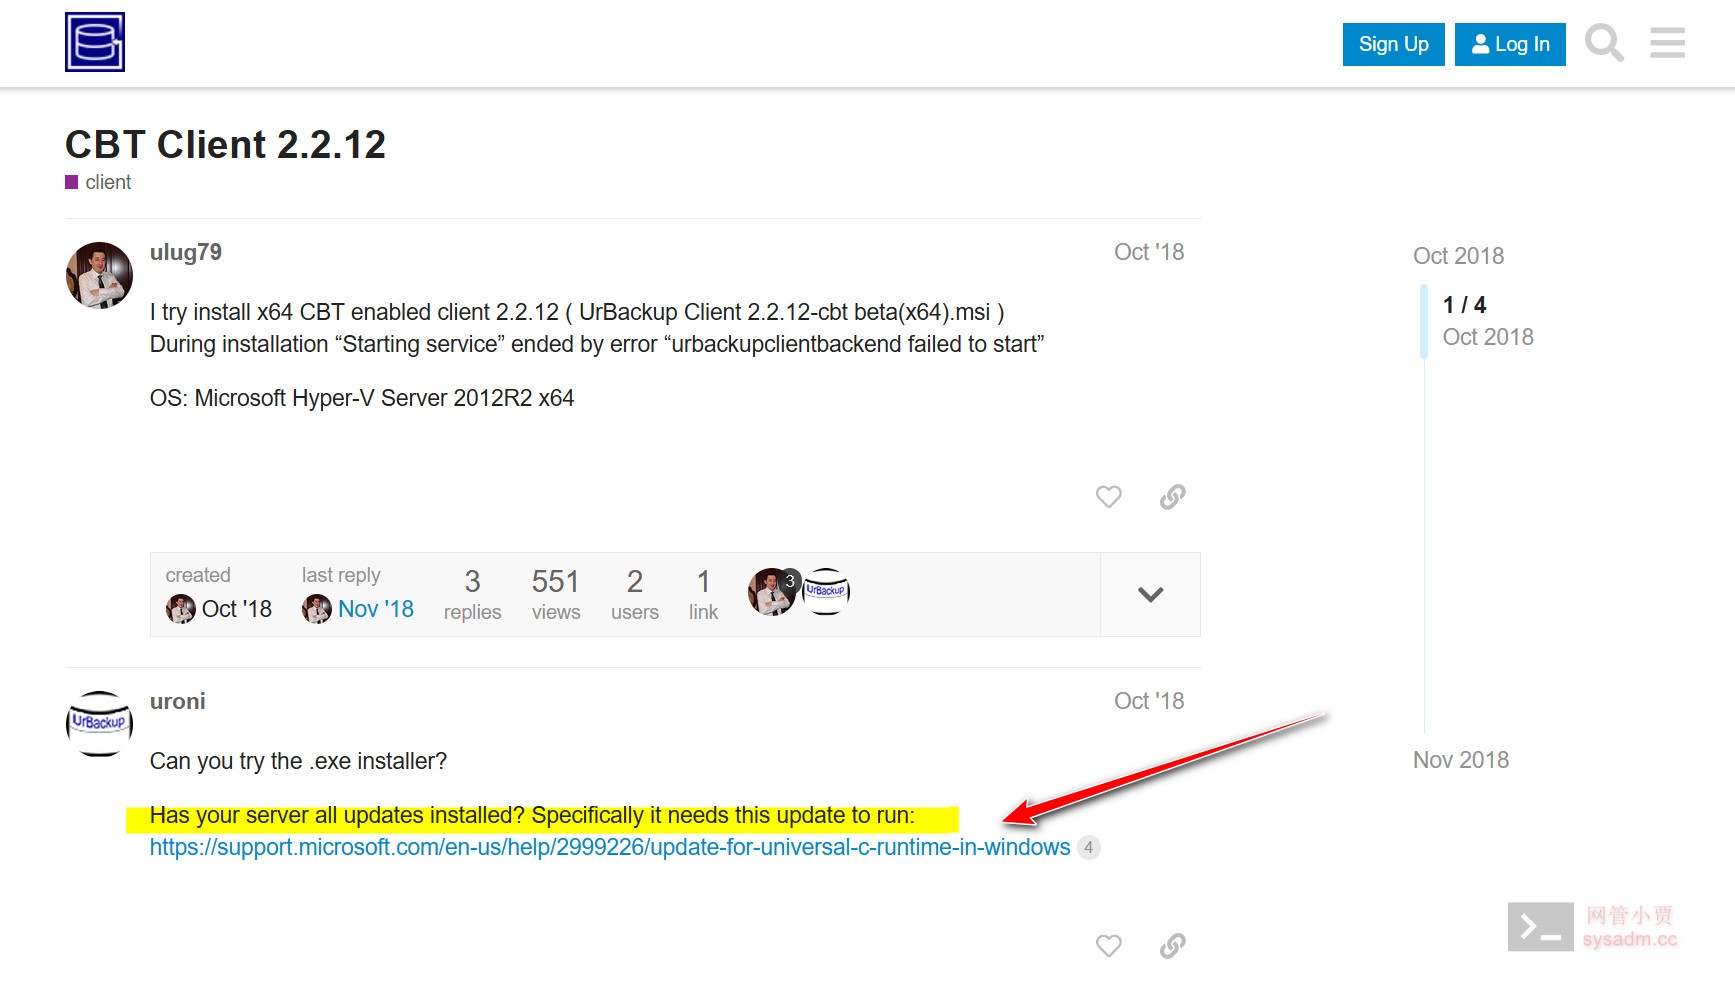 Sign Up
Log In
CBT Client 2.2.12
client
ulug79
Oct '18
I try install x64 CBT enabled client 2.2.12 ( UrBackup Client 2.2.12-cbt beta(x64).msi )
During installation “Starting service” ended by error “urbackupclientbackend failed to start”
OS: Microsoft Hyper-V Server 2012R2 x64
Oct 2018
1 / 4
Oct 2018
Nov 2018
created
Oct '18
last reply
Nov '18
3
replies
551
views
2
users
1
link
3
UrBackup
UrBackup
uroni
Oct '18
Can you try the .exe installer?
Has your server all updates installed? Specifically it needs this update to run:
https://support.microsoft.com/en-us/help/2999226/update-for-universal-c-runtime-in-windows 4
网管小贾
sysadm.cc